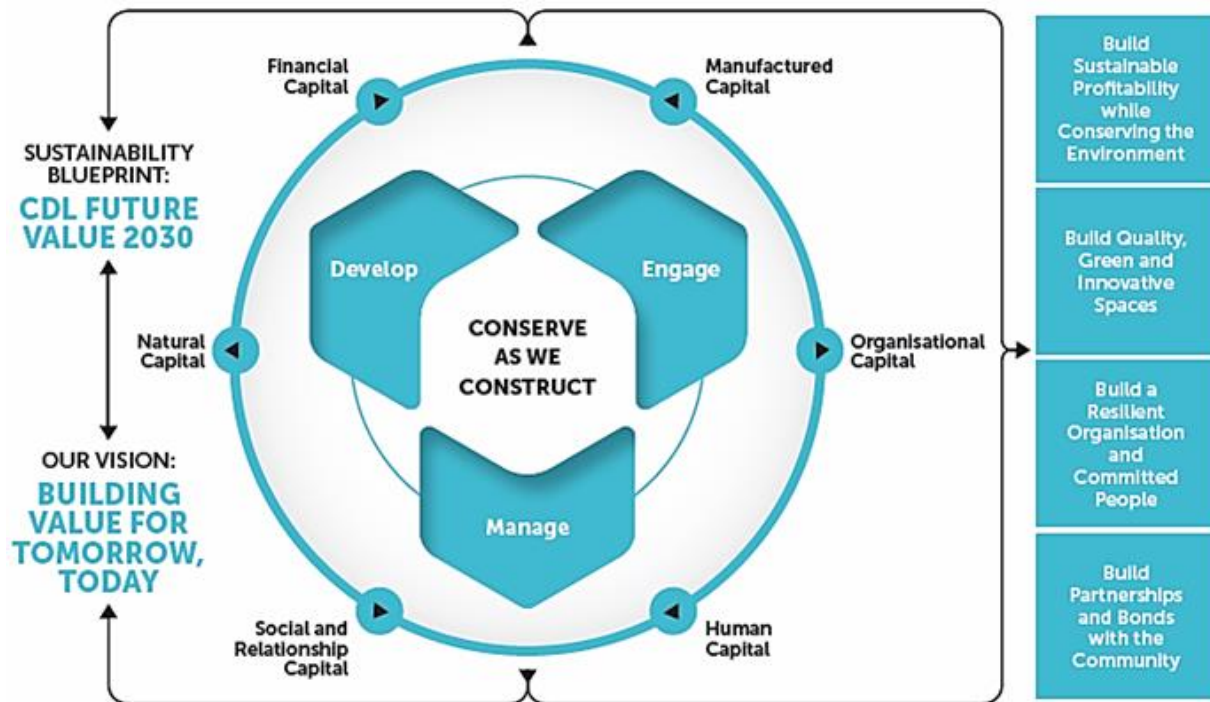 SUSTAINABILITY
BLUEPRINT:
CDL FUTURE
VALUE 2030
OUR VISION:
BUILDING
VALUE FOR
TOMORROW,
TODAY
Financial
Capital
Manufactured
Capital
Natural
Capital
Organisational
Capital
Social and
Relationship
Capital
Human
Capital
Develop
Engage
CONSERVE
AS WE
CONSTRUCT
Manage
Build
Sustainable
Profitability
while
Conserving the
Environment
Build Quality,
Green and
Innovative
Spaces
Build a
Resilient
Organisation
and
Committed
People
Build
Partnerships
and Bonds
with the
Community